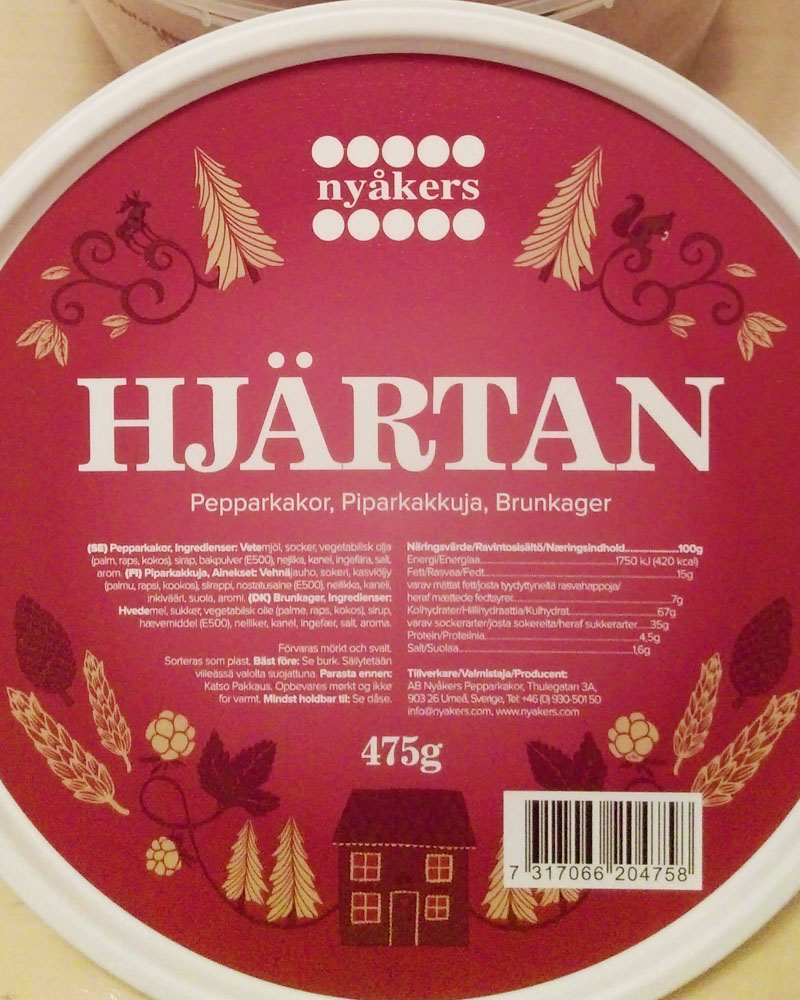 nyåkers
HJÄRTAN
Pepparkakor, Piparkakkuja, Brunkager
(SE) Pepparkakor, Ingredienser: Vetemjöl, socker, vegetabilisk olja
(palm, raps, kokos), sirap, bakpulver (E500), nejlika, kanel, ingefära, salt,
arom. (FI) Piparkakkuja, Ainekset: Vehnäjauho, sokeri, kasviöljy
(palmu, rapsi, kookos), siirappi, nostatusaine (E500), neilikka, kaneli,
inkivääri, suola, aromi. (DK) Brunkager, Ingredienser:
Hvedemel, sukker, vegetabilsk olie (palme, raps, kokos), sirup,
hævemiddel (E500), nelliker, kanel, ingefær, salt, aroma.
Förvaras mörkt och svalt.
Sorteras som plast. Bäst före: Se burk. Säilytetään
viileässä valolta suojattuna. Parasta ennen:
Katso Pakkaus. Opbevares mørkt og ikke
for varmt. Mindst holdbar til: Se dåse.
Näringsvärde/Ravintosisältö/Næringsindhold..................100g
Energi/Energiaa..................1750 kJ (420 kcal)
Fett/Rasvaa/Fedt..................15g
varav mättat fett/josta tyydyttyneitä rasvahappoja/
heraf mættede fedtsyrer..................7g
Kolhydrater/Hiilihydraattia/Kulhydrat..................67g
varav sockerarter/josta sokereita/heraf sukkerarter.....35g
Protein/Proteiinia..................4,5g
Salt/Suolaa..................1,6g
Tillverkare/Valmistaja/Producent:
AB Nyåkers Pepparkakor, Thulegatan 3A,
903 26 Umeå, Sverige, Tel: +46 (0) 930-501 50
info@nyakers.com, www.nyakers.com
475g
7 317066 204758